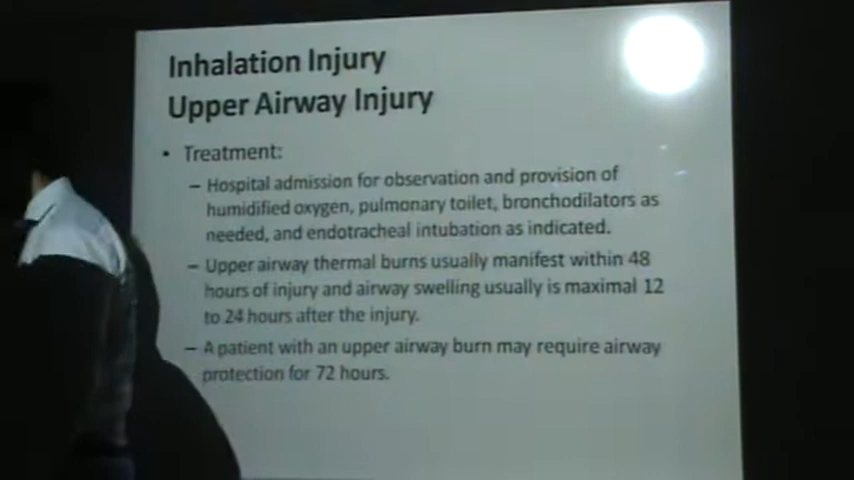 Inhalation Injury
Upper Airway Injury
• Treatment:
– Hospital admission for observation and provision of
humidified oxygen, pulmonary toilet, bronchodilators as
needed, and endotracheal intubation as indicated.
– Upper airway thermal burns usually manifest within 48
hours of injury and airway swelling usually is maximal 12
to 24 hours after the injury.
– A patient with an upper airway burn may require airway
protection for 72 hours.